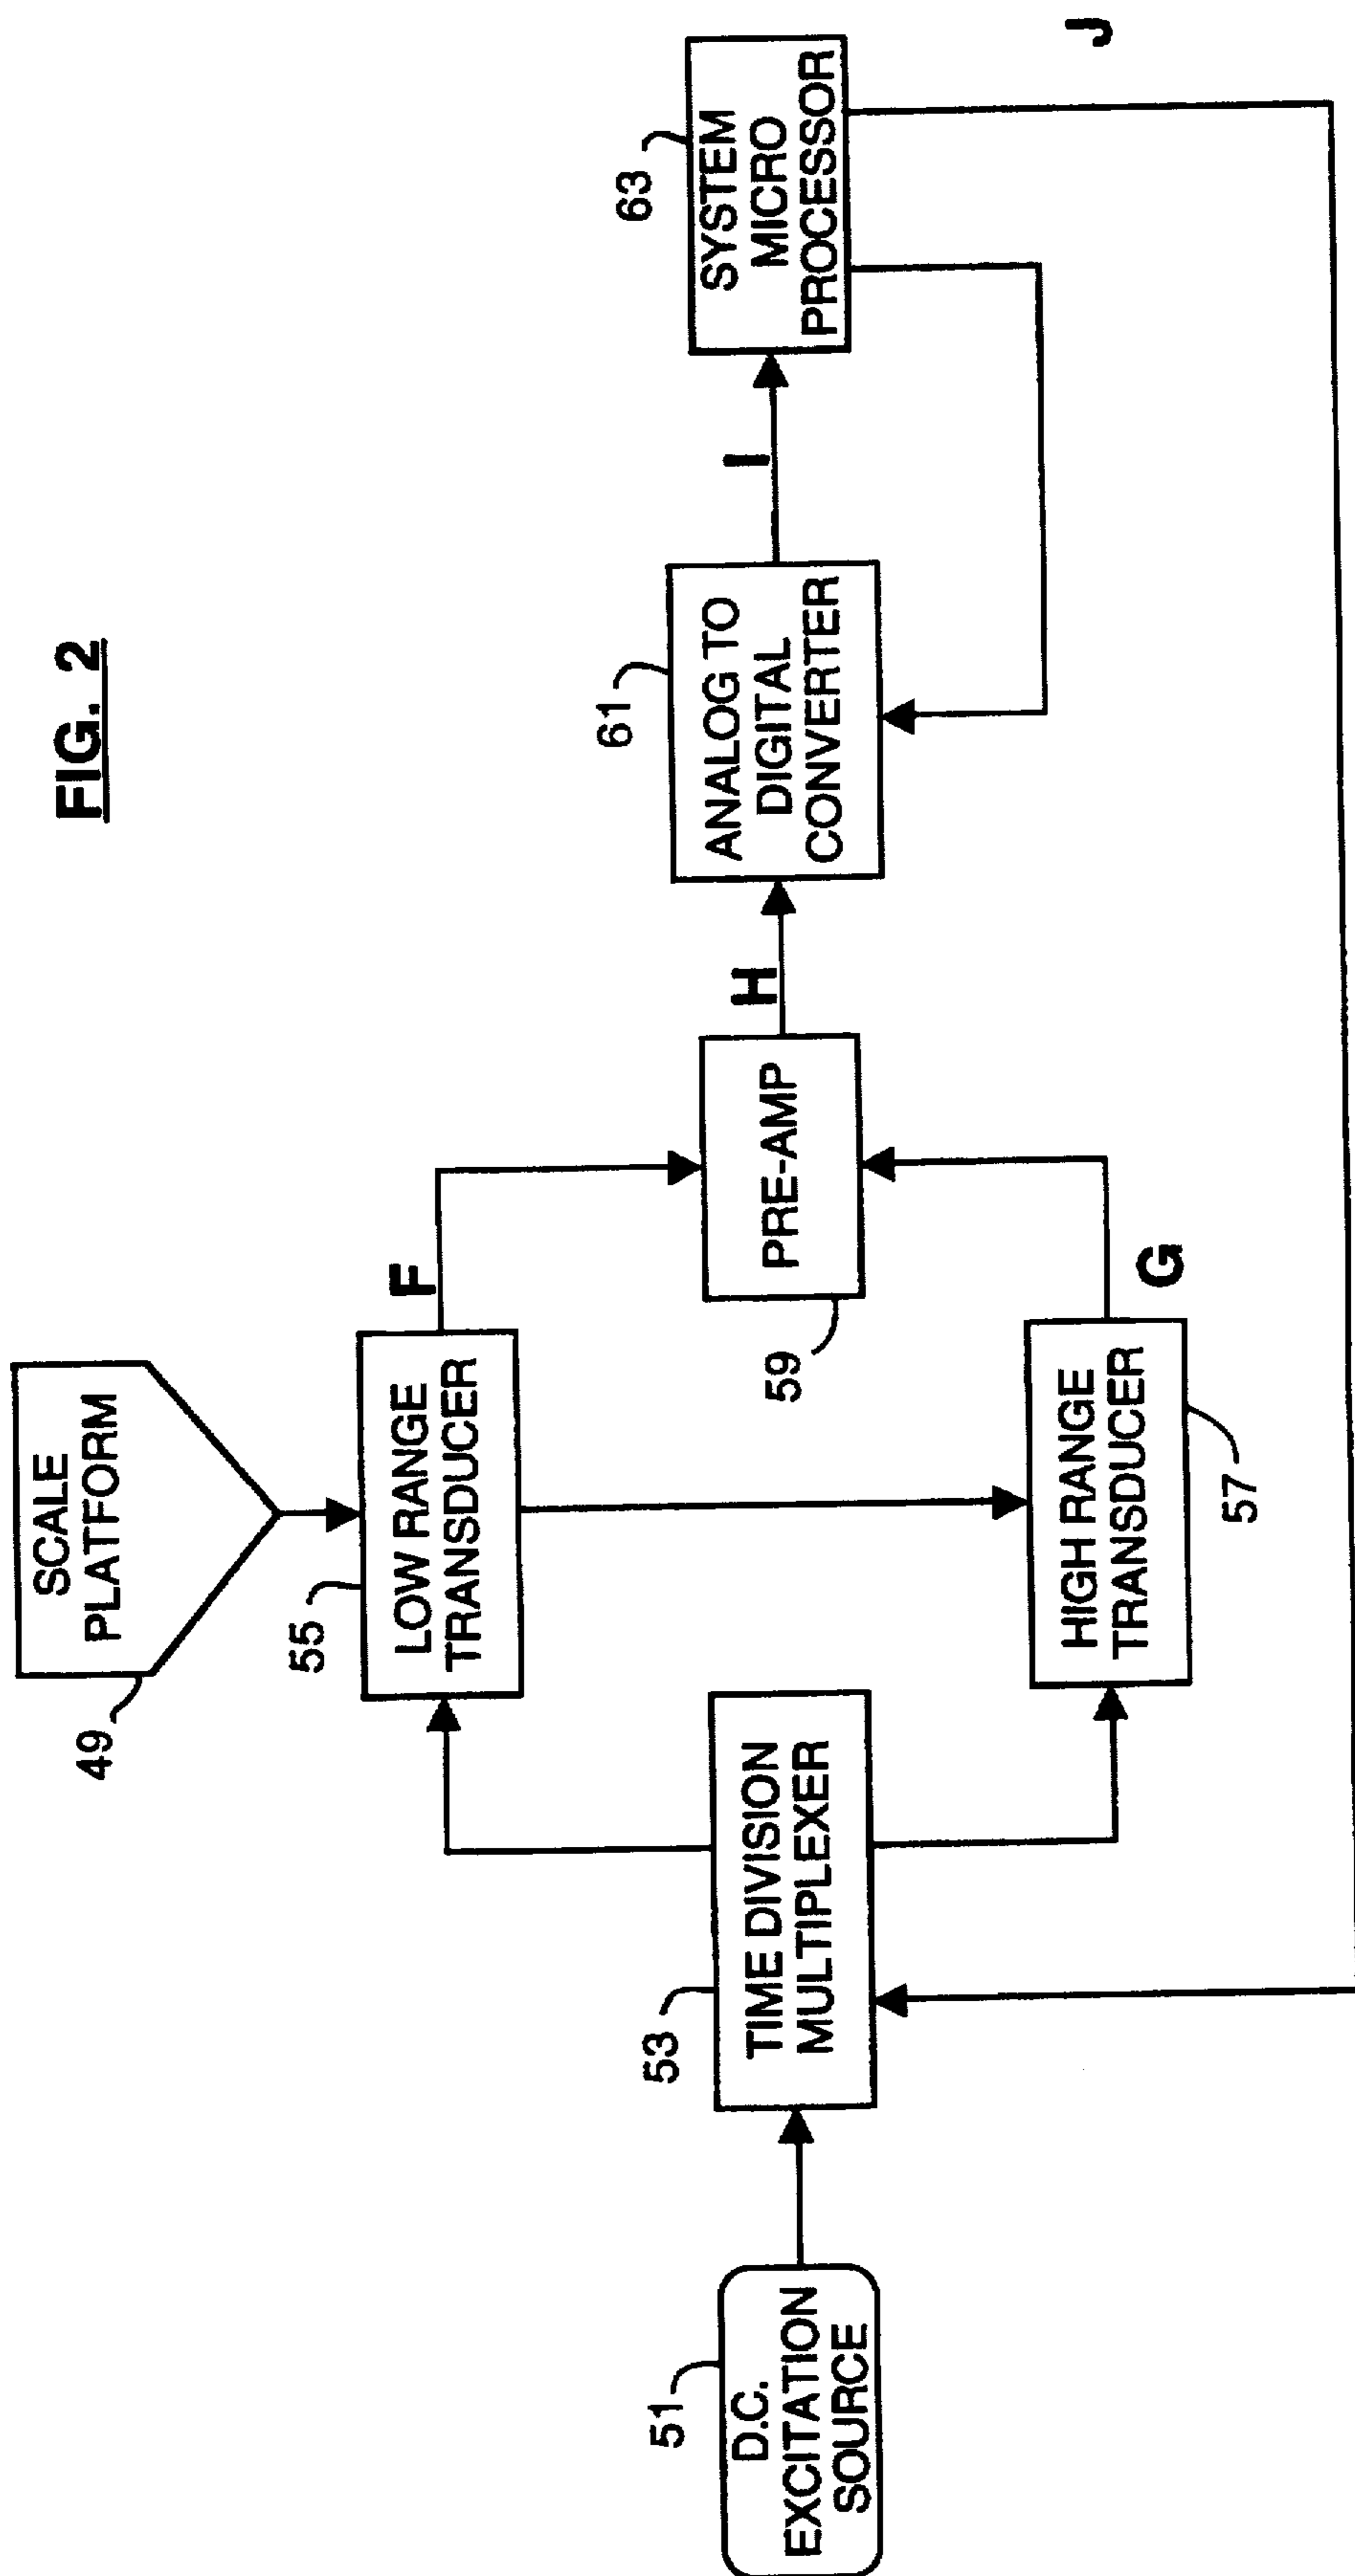 FIG. 2
SCALE
PLATFORM
49
55
LOW RANGE
TRANSDUCER
F
51
D.C.
EXCITATION
SOURCE
53
TIME DIVISION
MULTIPLEXER
59
PRE-AMP
H
61
ANALOG TO
DIGITAL
CONVERTER
I
63
SYSTEM
MICRO
PROCESSOR
HIGH RANGE
TRANSDUCER
57
G
J